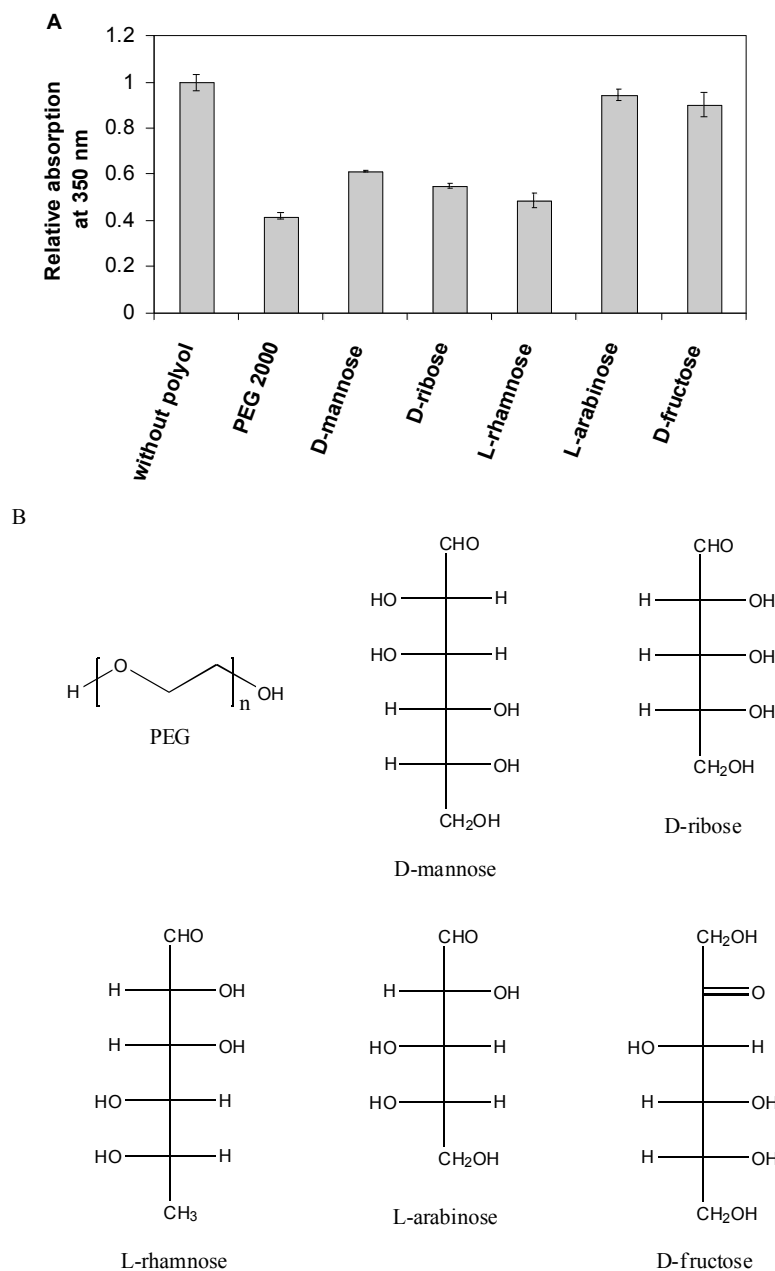 A
Relative absorption
at 350 nm
1.2
1
0.8
0.6
0.4
0.2
0
without polyol
PEG 2000
D-mannose
D-ribose
L-rhamnose
L-arabinose
D-fructose
B
H
O
n
OH
PEG
CHO
HO H
HO H
H OH
H OH
CH2OH
D-mannose
CHO
H OH
H OH
H OH
CH2OH
D-ribose
CHO
H OH
H OH
HO H
HO H
CH3
L-rhamnose
CHO
H OH
HO H
HO H
CH2OH
L-arabinose
CH2OH
O
HO H
H OH
H OH
CH2OH
D-fructose